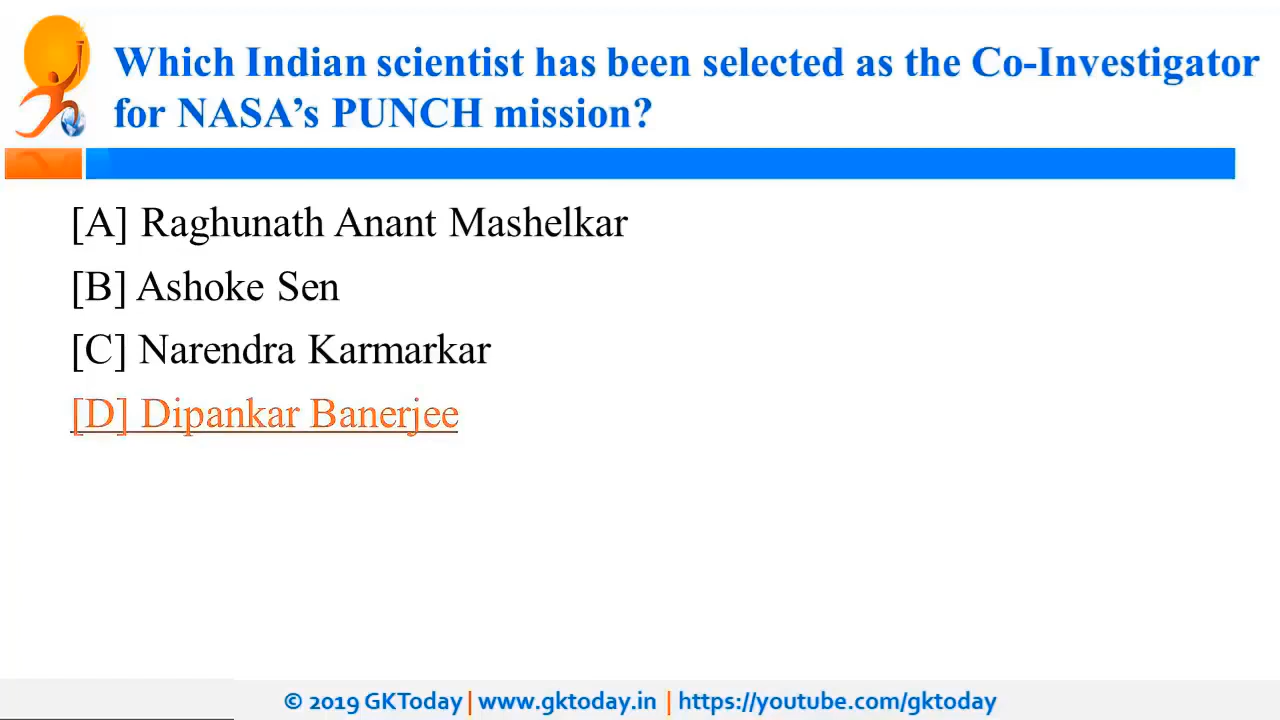 Which Indian scientist has been selected as the Co-Investigator
for NASA’s PUNCH mission?
[A] Raghunath Anant Mashelkar
[B] Ashoke Sen
[C] Narendra Karmarkar
[D] Dipankar Banerjee
© 2019 GKToday | www.gktoday.in | https://youtube.com/gktoday